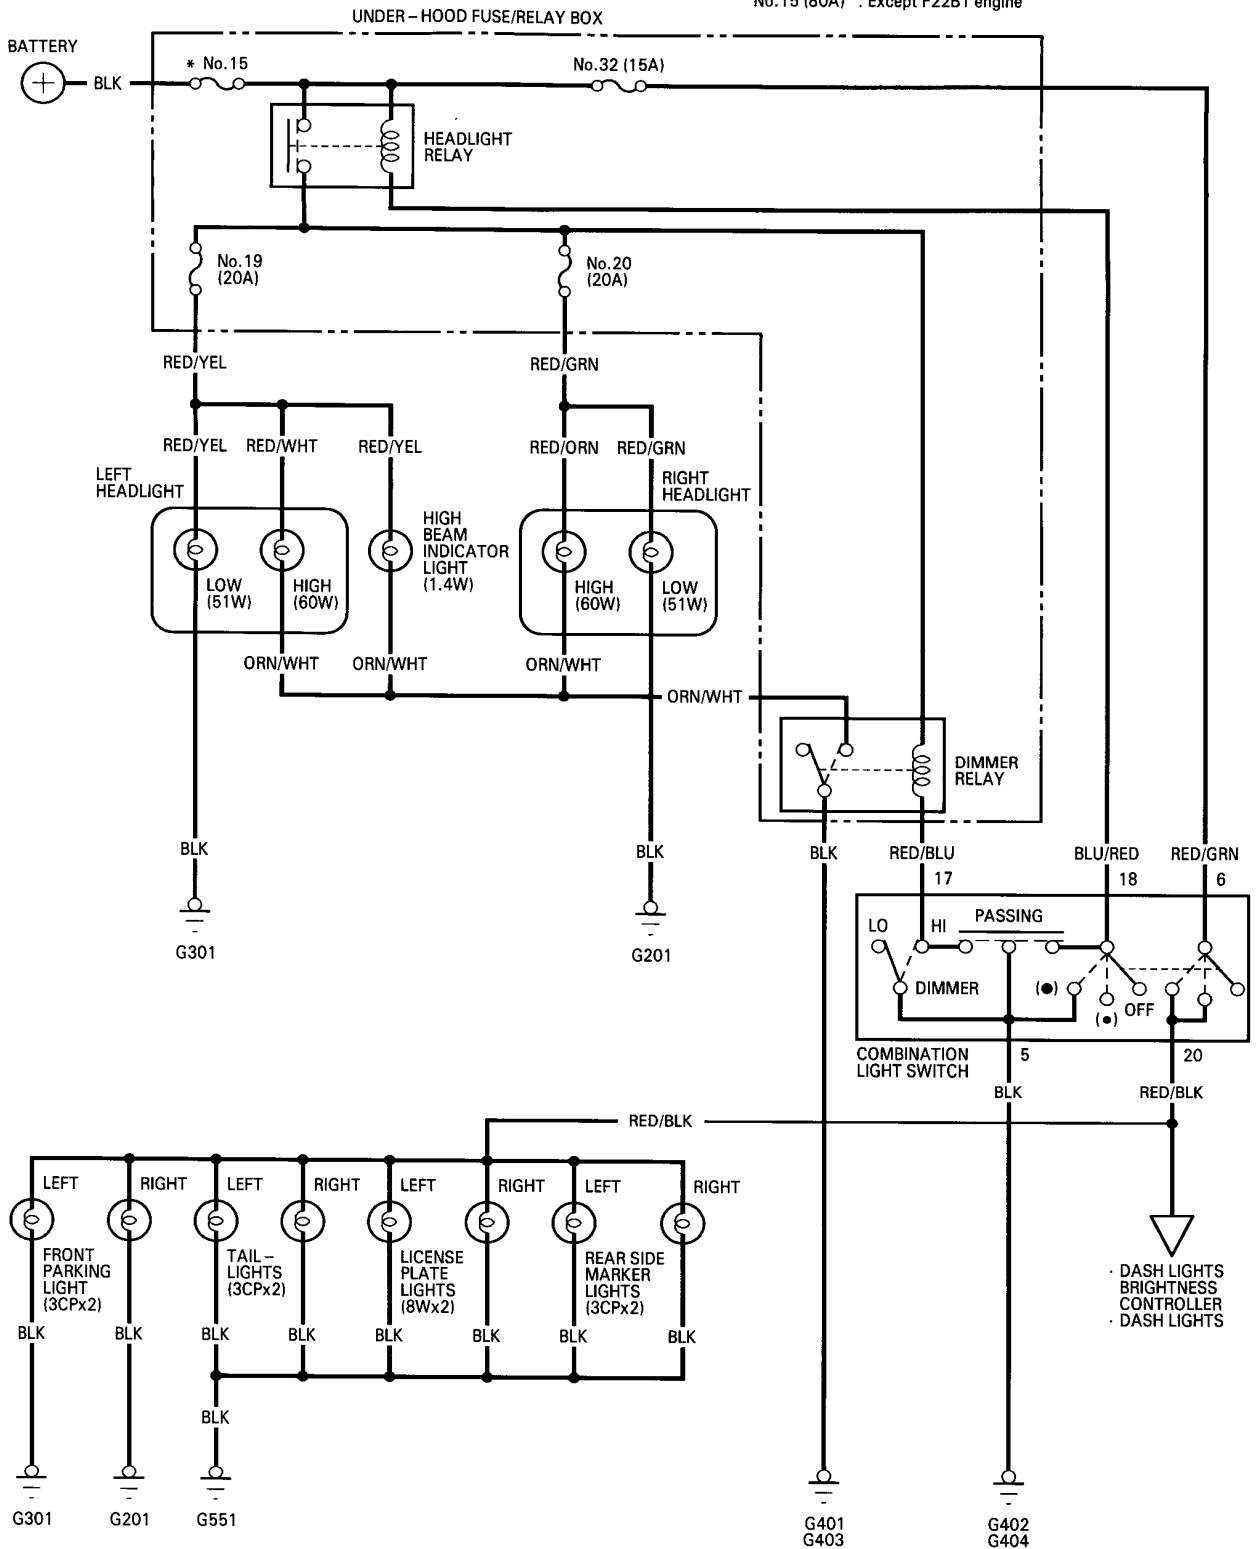 No.15 (80A) : Except F22B1 engine
UNDER–HOOD FUSE/RELAY BOX
BATTERY
+
BLK
* No.15
No.32 (15A)
HEADLIGHT
RELAY
No.19
(20A)
No.20
(20A)
RED/YEL
RED/GRN
RED/YEL
RED/WHT
RED/YEL
RED/ORN
RED/GRN
LEFT
HEADLIGHT
RIGHT
HEADLIGHT
HIGH
BEAM
INDICATOR
LIGHT
(1.4W)
LOW
(51W)
HIGH
(60W)
HIGH
(60W)
LOW
(51W)
ORN/WHT
ORN/WHT
ORN/WHT
ORN/WHT
DIMMER
RELAY
BLK
BLK
BLK
RED/BLU
BLU/RED
RED/GRN
17
18
6
G301
G201
LO
HI
PASSING
DIMMER
(●)
(•)
OFF
COMBINATION
LIGHT SWITCH
5
20
BLK
RED/BLK
RED/BLK
LEFT
RIGHT
LEFT
RIGHT
LEFT
RIGHT
LEFT
RIGHT
FRONT
PARKING
LIGHT
(3CPx2)
TAIL–
LIGHTS
(3CPx2)
LICENSE
PLATE
LIGHTS
(8Wx2)
REAR SIDE
MARKER
LIGHTS
(3CPx2)
· DASH LIGHTS
BRIGHTNESS
CONTROLLER
· DASH LIGHTS
BLK
BLK
BLK
BLK
BLK
BLK
BLK
BLK
BLK
G301
G201
G551
G401
G403
G402
G404